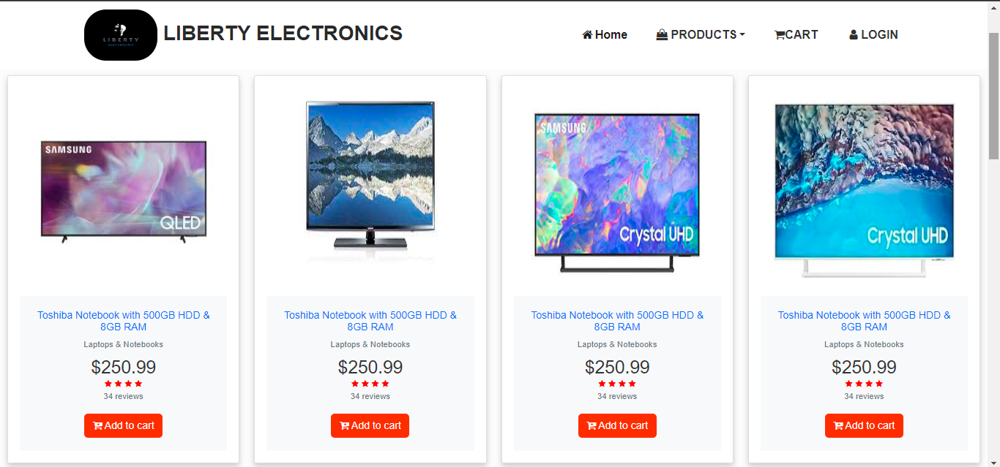 LIBERTY
ELECTRONICS
LIBERTY ELECTRONICS
Home
PRODUCTS
CART
LOGIN
SAMSUNG
QLED
SAMSUNG
Crystal UHD
Crystal UHD
Toshiba Notebook with 500GB HDD &
8GB RAM
Laptops & Notebooks
$250.99
34 reviews
Add to cart
Toshiba Notebook with 500GB HDD &
8GB RAM
Laptops & Notebooks
$250.99
34 reviews
Add to cart
Toshiba Notebook with 500GB HDD &
8GB RAM
Laptops & Notebooks
$250.99
34 reviews
Add to cart
Toshiba Notebook with 500GB HDD &
8GB RAM
Laptops & Notebooks
$250.99
34 reviews
Add to cart